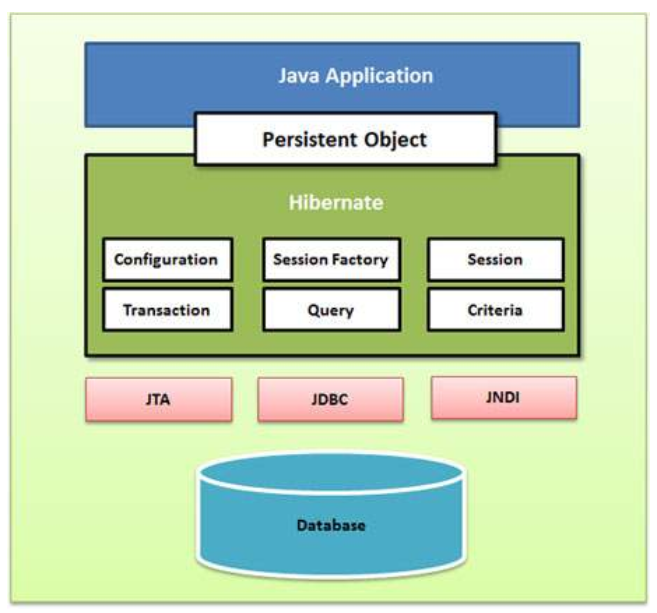 Java Application
Persistent Object
Hibernate
Configuration
Session Factory
Session
Transaction
Query
Criteria
JTA
JDBC
JNDI
Database